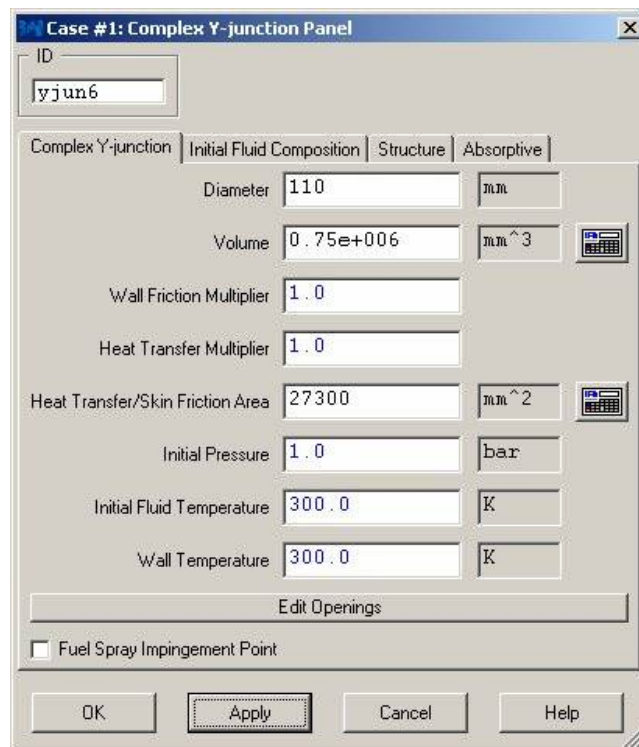 Case #1: Complex Y-junction Panel
ID
yjun6
Complex Y-junction Initial Fluid Composition Structure Absorptive
Diameter 110 mm
Volume 0.75e+006 mm^3
Wall Friction Multiplier 1.0
Heat Transfer Multiplier 1.0
Heat Transfer/Skin Friction Area 27300 mm^2
Initial Pressure 1.0 bar
Initial Fluid Temperature 300.0 K
Wall Temperature 300.0 K
Edit Openings
Fuel Spray Impingement Point
OK Apply Cancel Help